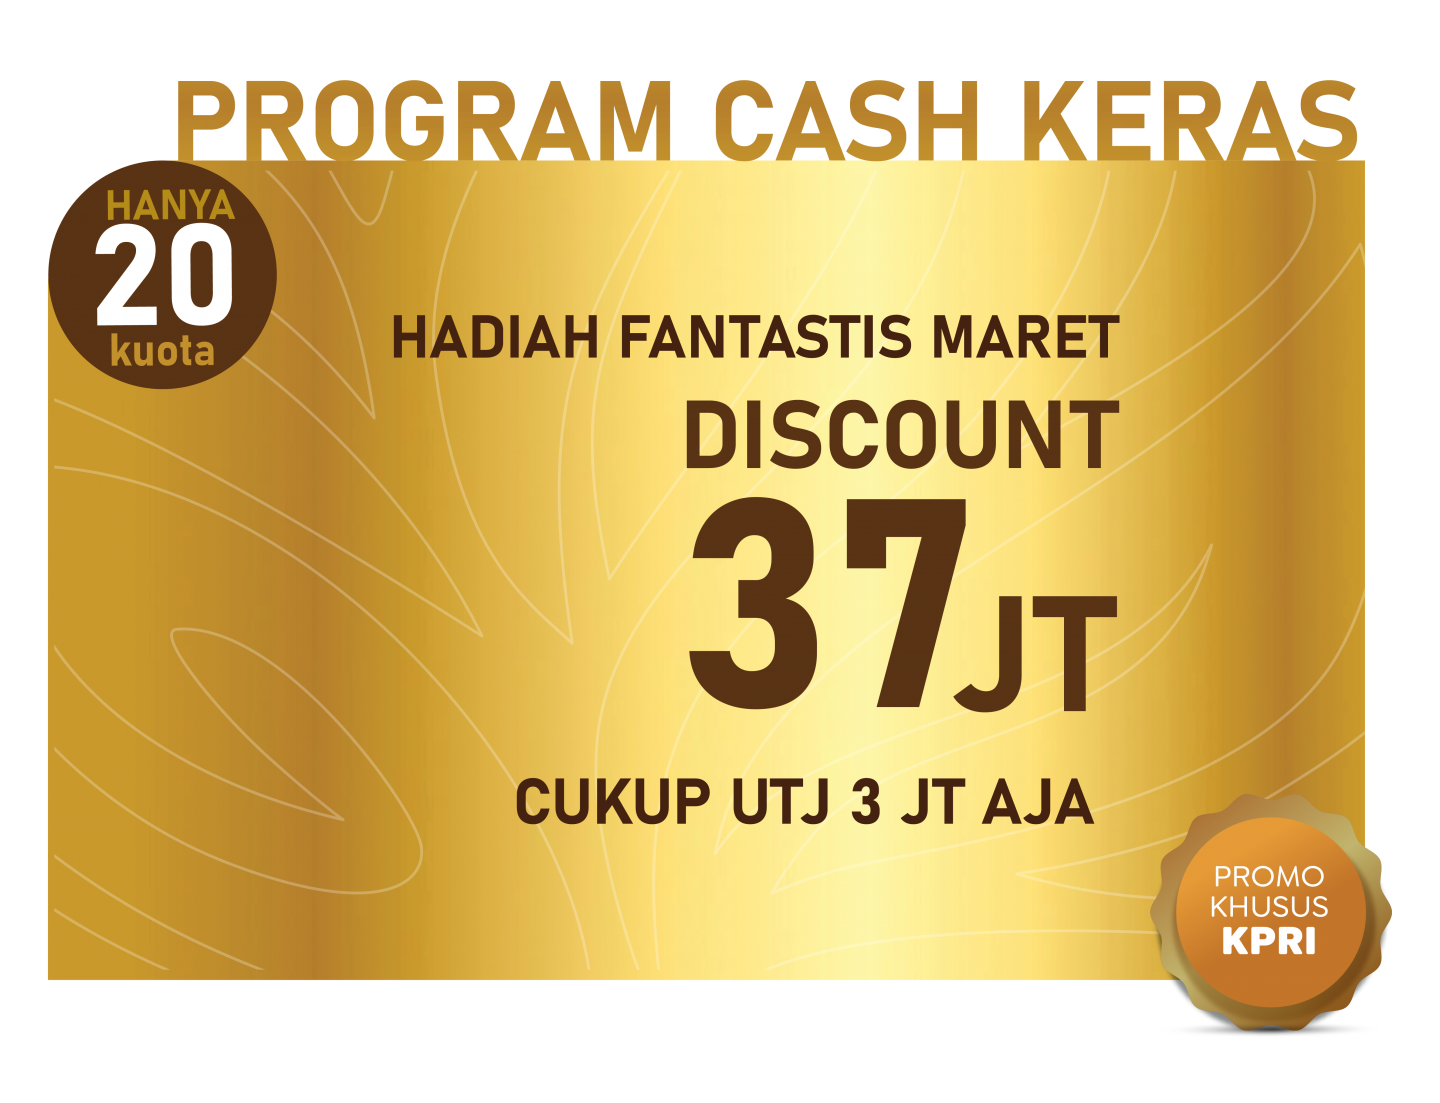 PROGRAM CASH KERAS
HANYA
20
kuota
HADIAH FANTASTIS MARET
DISCOUNT
37JT
CUKUP UTJ 3 JT AJA
PROMO
KHUSUS
KPRI